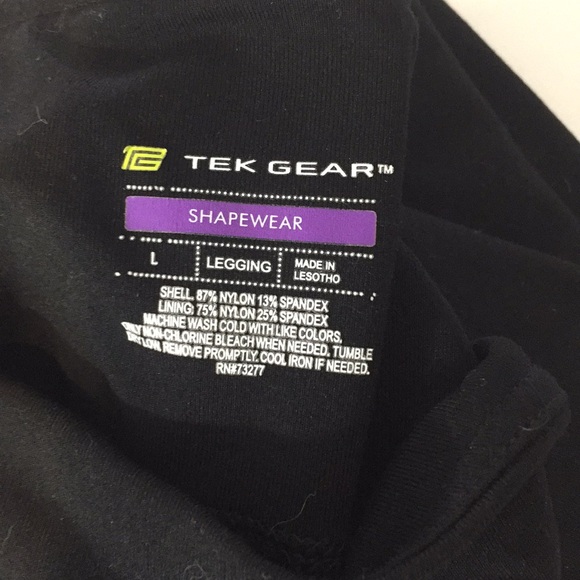 TEK GEAR™
SHAPEWEAR
L LEGGING MADE IN LESOTHO
SHELL: 87% NYLON 13% SPANDEX
LINING: 75% NYLON 25% SPANDEX
MACHINE WASH COLD WITH LIKE COLORS,
ONLY NON-CHLORINE BLEACH WHEN NEEDED. TUMBLE
DRY LOW. REMOVE PROMPTLY. COOL IRON IF NEEDED.
RN#73277